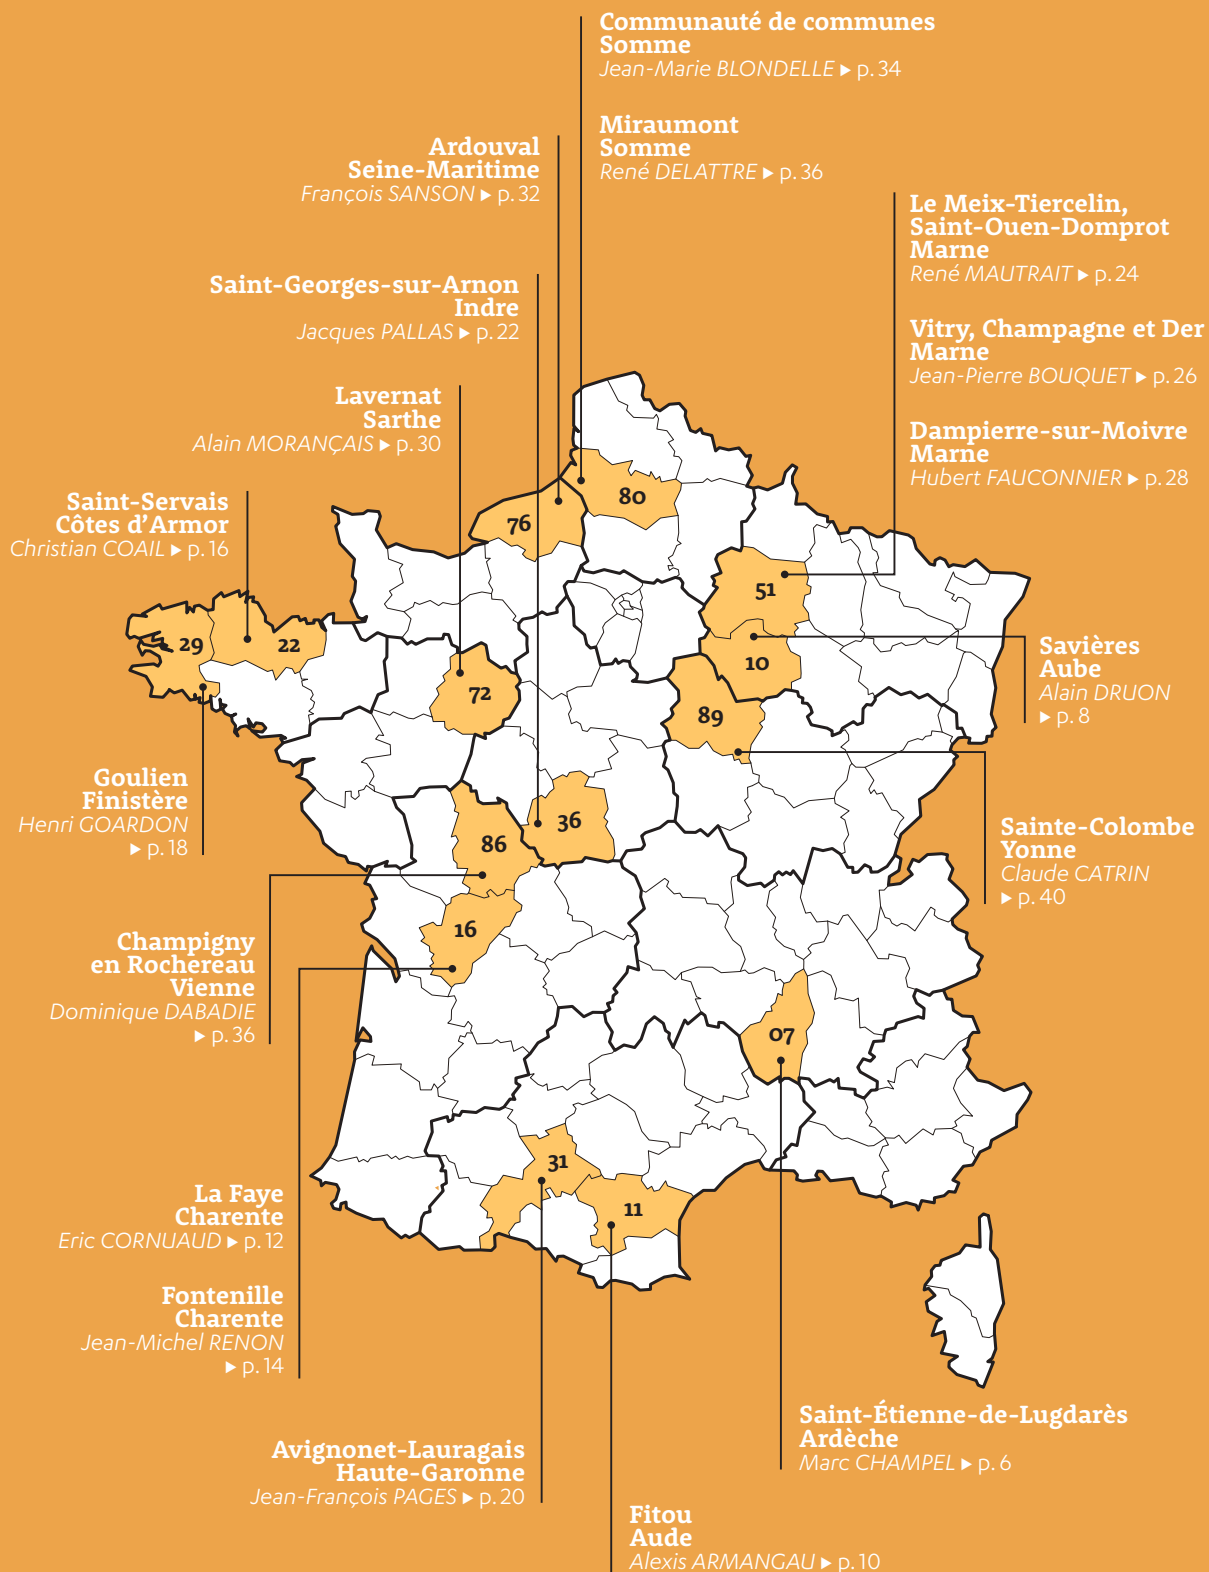 Communauté de communes
Somme
Jean-Marie BLONDELLE ▶ p. 34
Miraumont
Somme
René DELATTRE ▶ p. 36
Ardouval
Seine-Maritime
François SANSON ▶ p. 32
Le Meix-Tiercelin,
Saint-Ouen-Domprot
Marne
René MAUTRAIT ▶ p. 24
Saint-Georges-sur-Arnon
Indre
Jacques PALLAS ▶ p. 22
Vitry, Champagne et Der
Marne
Jean-Pierre BOUQUET ▶ p. 26
Lavernat
Sarthe
Alain MORANÇAIS ▶ p. 30
Dampierre-sur-Moivre
Marne
Hubert FAUCONNIER ▶ p. 28
Saint-Servais
Côtes d'Armor
Christian COAIL ▶ p. 16
80
76
51
29
22
10
72
89
Savières
Aube
Alain DRUON
▶ p. 8
Goulien
Finistère
Henri GOARDON
▶ p. 18
36
86
Sainte-Colombe
Yonne
Claude CATRIN
▶ p. 40
16
Champigny
en Rochereau
Vienne
Dominique DABADIE
▶ p. 36
07
31
11
La Faye
Charente
Eric CORNUAUD ▶ p. 12
Fontenille
Charente
Jean-Michel RENON
▶ p. 14
Saint-Étienne-de-Lugdarès
Ardèche
Marc CHAMPEL ▶ p. 6
Avignonet-Lauragais
Haute-Garonne
Jean-François PAGES ▶ p. 20
Fitou
Aude
Alexis ARMANGAU ▶ p. 10